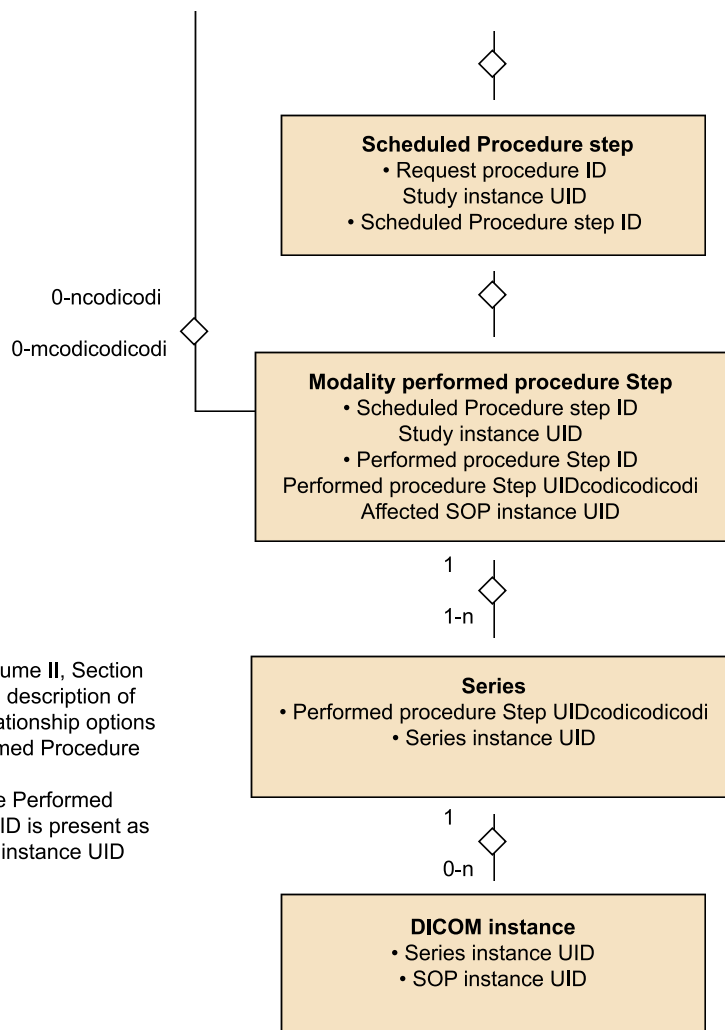 Scheduled Procedure step
• Request procedure ID
Study instance UID
• Scheduled Procedure step ID
0-ncodicodi
0-mcodicodicodi
Modality performed procedure Step
• Scheduled Procedure step ID
Study instance UID
• Performed procedure Step ID
Performed procedure Step UIDcodicodicodi
Affected SOP instance UID
1
1-n
ume II, Section
description of
ationship options
med Procedure
e Performed
ID is present as
instance UID
Series
• Performed procedure Step UIDcodicodicodi
• Series instance UID
1
0-n
DICOM instance
• Series instance UID
• SOP instance UID